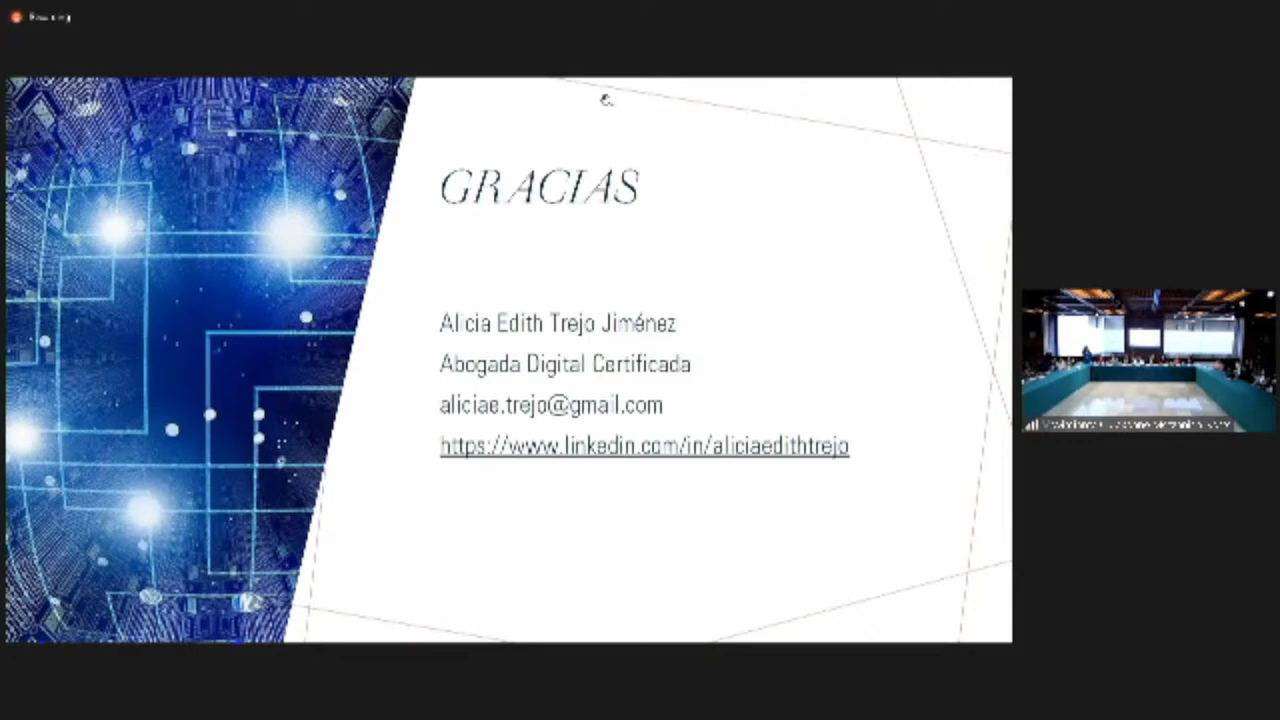 GRACIAS
Alicia Edith Trejo Jiménez
Abogada Digital Certificada
aliciae.trejo@gmail.com
https://www.linkedin.com/in/aliciaedithtrejo